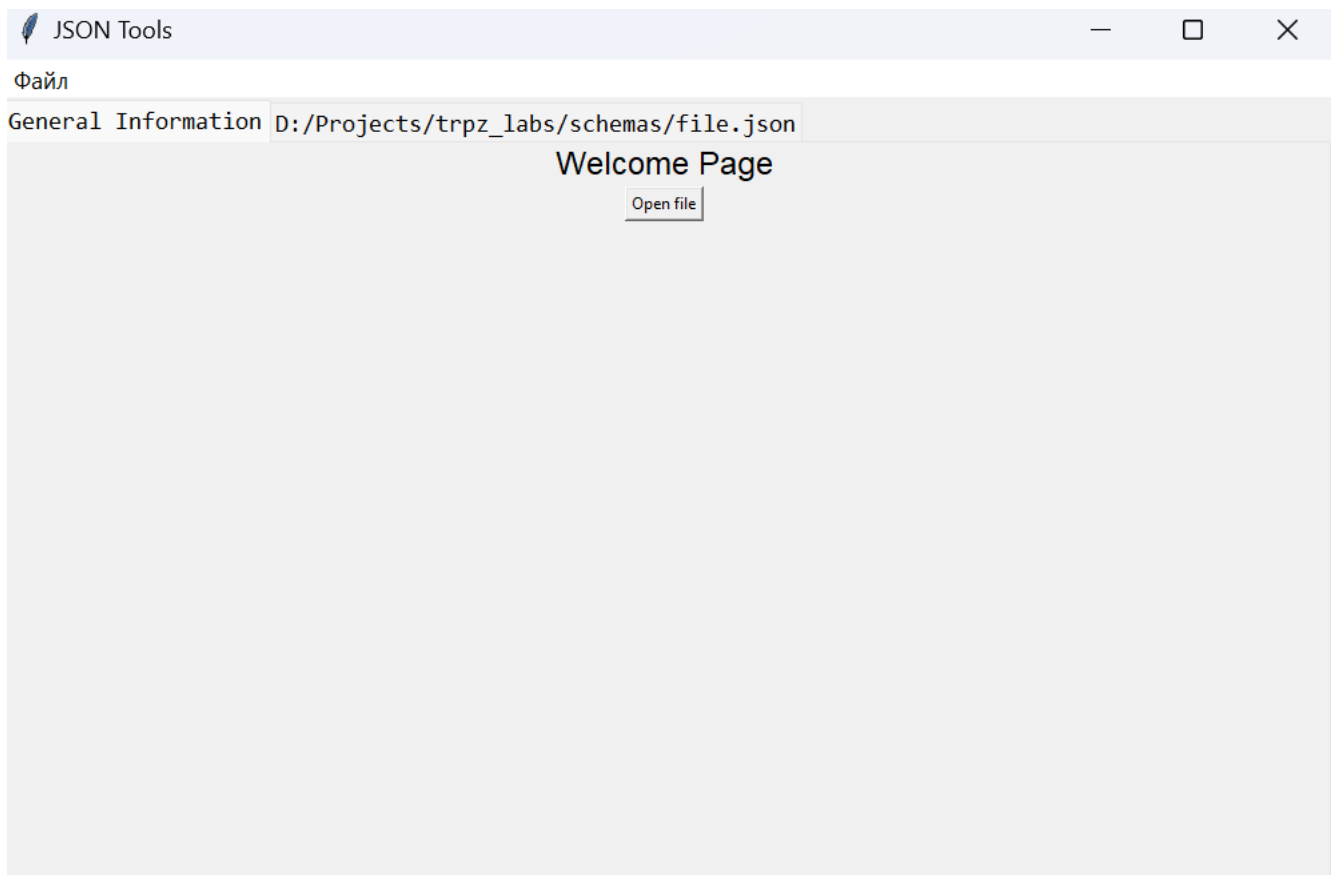 JSON Tools
Файл
General Information D:/Projects/trpz_labs/schemas/file.json
Welcome Page
Open file